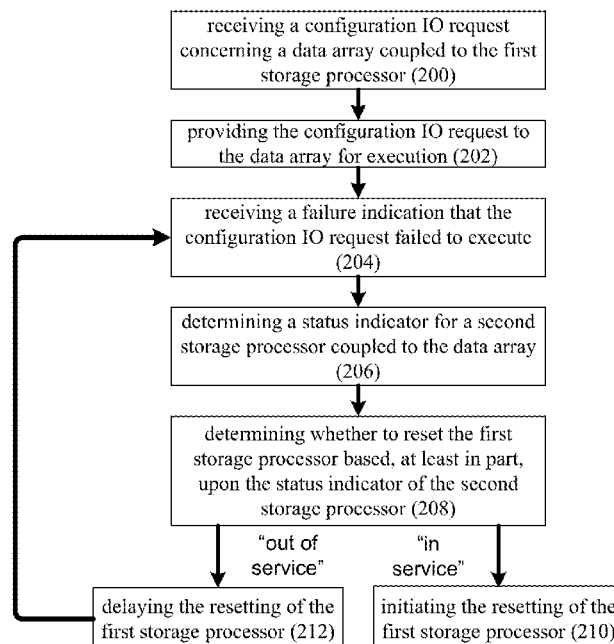 receiving a configuration IO request
concerning a data array coupled to the first
storage processor (200)
providing the configuration IO request to
the data array for execution (202)
receiving a failure indication that the
configuration IO request failed to execute
(204)
determining a status indicator for a second
storage processor coupled to the data array
(206)
determining whether to reset the first
storage processor based, at least in part,
upon the status indicator of the second
storage processor (208)
“out of
service”
“in
service”
delaying the resetting of the
first storage processor (212)
initiating the resetting of the
first storage processor (210)